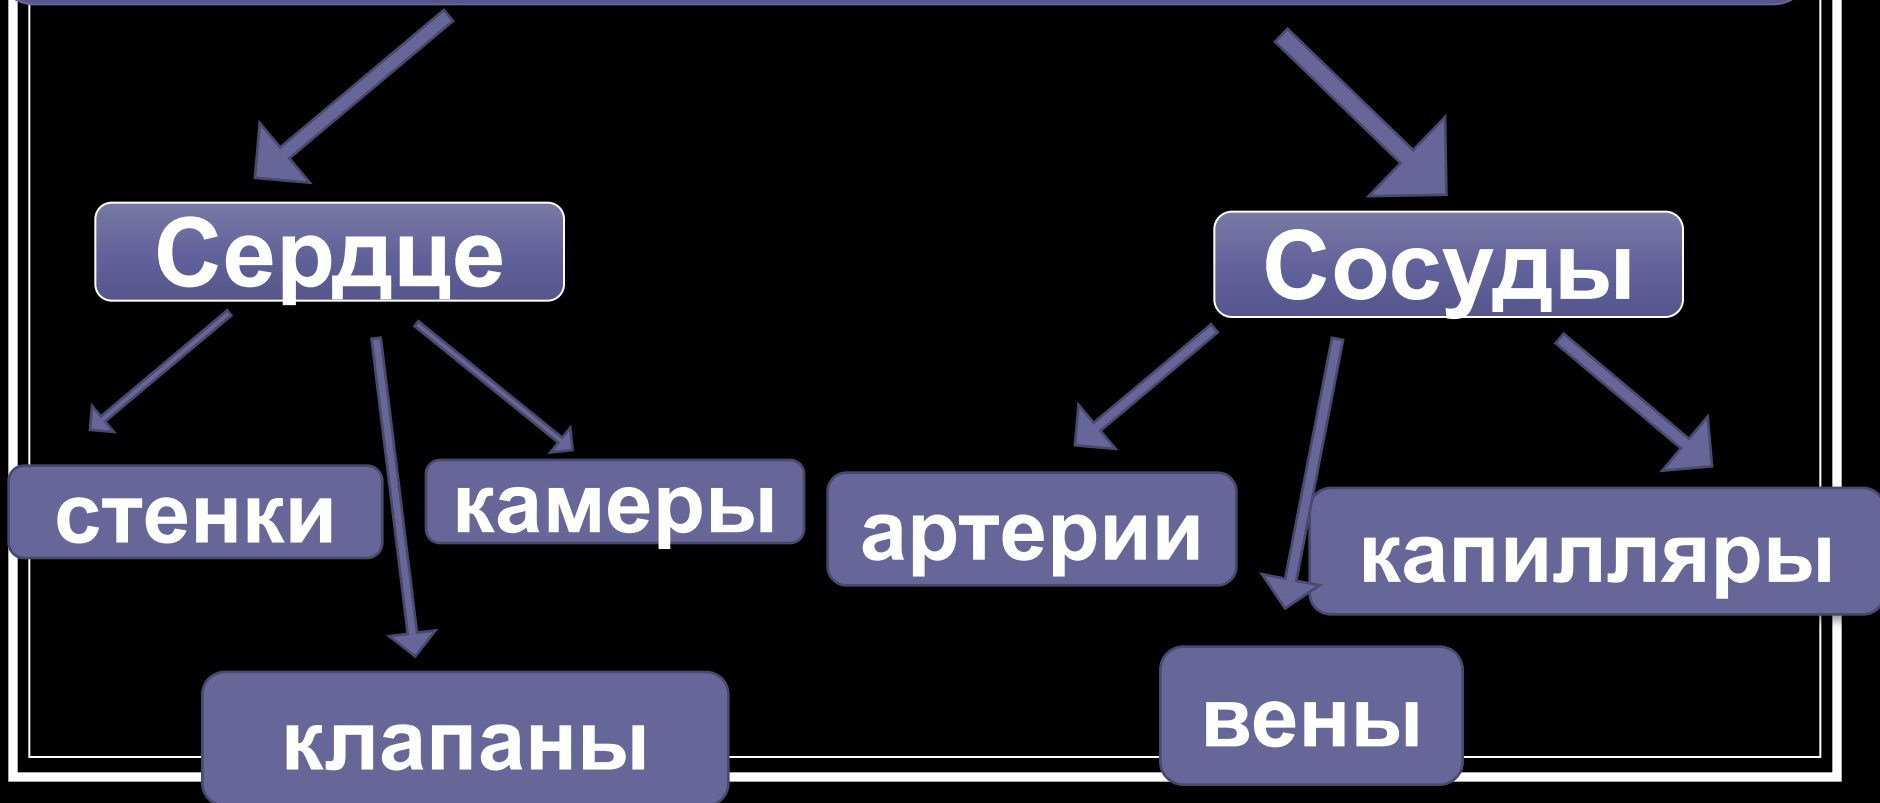 Сердце
Сосуды
стенки
камеры
артерии
капилляры
клапаны
вены